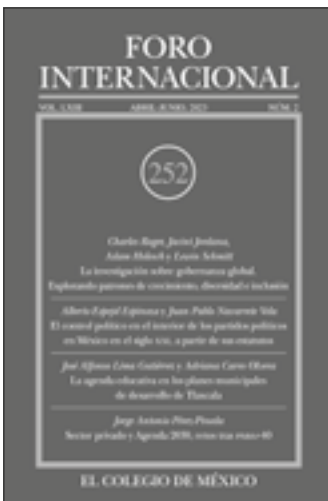 FORO
INTERNACIONAL
VOL. LXIII ABRIL-JUNIO, 2023 NÚM. 2
252
Charles Roger, Javiní Jordana,
Adam Holesch y Lewin Schmitt
La investigación sobre gobernanza global.
Explorando patrones de crecimiento, diversidad e inclusión
Alberto Espejel Espinoza y Juan Pablo Navarrete Vela
El control político en el interior de los partidos políticos
en México en el siglo XXI, a partir de sus estatutos
José Alfonso Lima Gutiérrez y Adriana Carro Olvera
La agenda educativa en los planes municipales
de desarrollo de Tlaxcala
Jorge Antonio Pérez Pineda
Sector privado y Agenda 2030, retos tras
EL COLEGIO DE MÉXICO